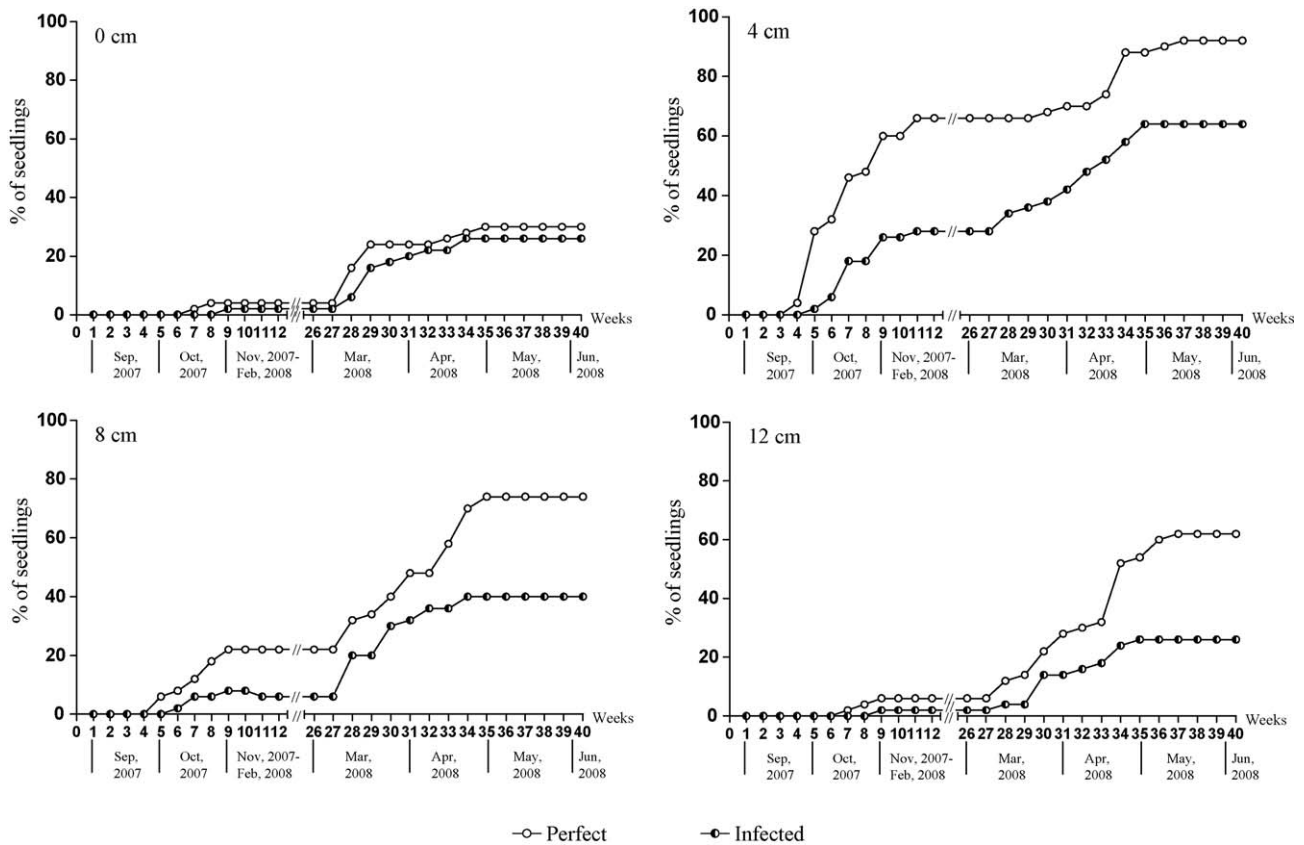 0 cm
% of seedlings
100
80
60
40
20
0
0 1 2 3 4 5 6 7 8 9 10 11 12 // 26 27 28 29 30 31 32 33 34 35 36 37 38 39 40 Weeks
Sep, Oct, Nov, 2007- Mar, Apr, May, Jun,
2007 2007 Feb, 2008 2008 2008 2008 2008
4 cm
% of seedlings
100
80
60
40
20
0
0 1 2 3 4 5 6 7 8 9 10 11 12 // 26 27 28 29 30 31 32 33 34 35 36 37 38 39 40 Weeks
Sep, Oct, Nov, 2007- Mar, Apr, May, Jun,
2007 2007 Feb, 2008 2008 2008 2008 2008
8 cm
% of seedlings
100
80
60
40
20
0
0 1 2 3 4 5 6 7 8 9 10 11 12 // 26 27 28 29 30 31 32 33 34 35 36 37 38 39 40 Weeks
Sep, Oct, Nov, 2007- Mar, Apr, May, Jun,
2007 2007 Feb, 2008 2008 2008 2008 2008
12 cm
% of seedlings
100
80
60
40
20
0
0 1 2 3 4 5 6 7 8 9 10 11 12 // 26 27 28 29 30 31 32 33 34 35 36 37 38 39 40 Weeks
Sep, Oct, Nov, 2007- Mar, Apr, May, Jun,
2007 2007 Feb, 2008 2008 2008 2008 2008
Perfect Infected